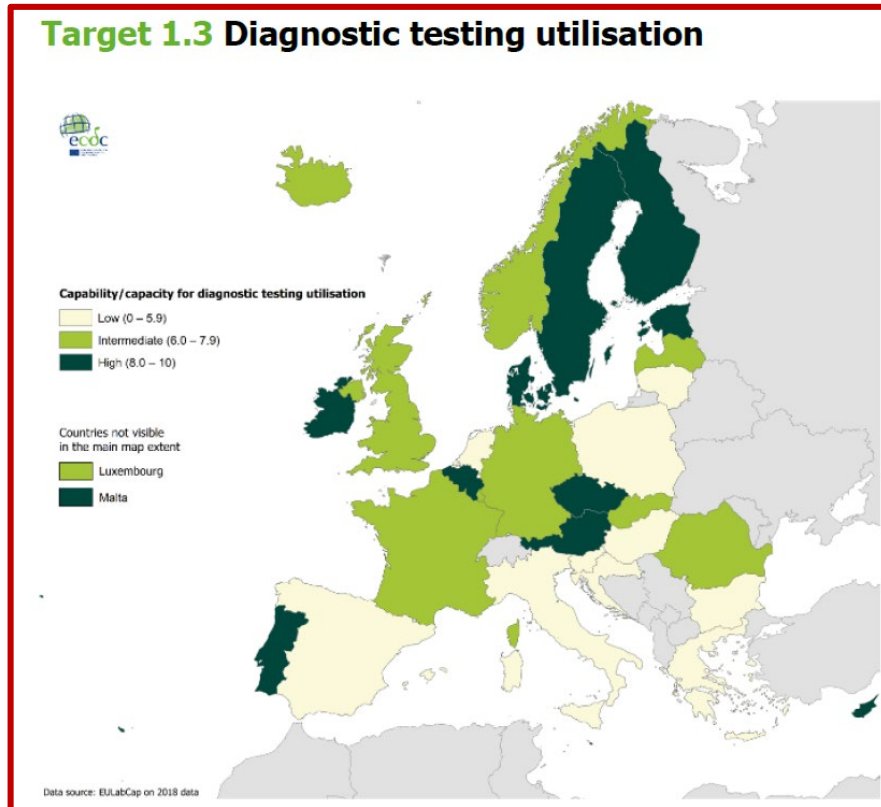 Target 1.3 Diagnostic testing utilisation
ecdc
Capability/capacity for diagnostic testing utilisation
Low (0 – 5.9)
Intermediate (6.0 – 7.9)
High (8.0 – 10)
Countries not visible
in the main map extent
Luxembourg
Malta
Data source: EULabCap on 2018 data